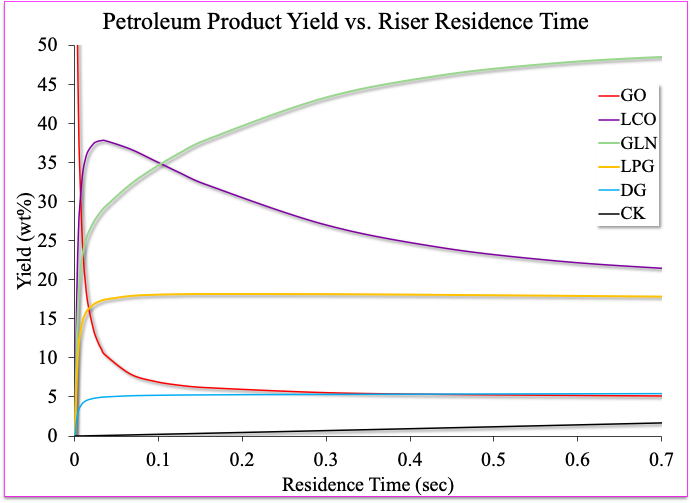 Petroleum Product Yield vs. Riser Residence Time
50
45
40
35
30
25
20
15
10
5
0
Yield (wt%)
GO
LCO
GLN
LPG
DG
CK
0 0.1 0.2 0.3 0.4 0.5 0.6 0.7
Residence Time (sec)